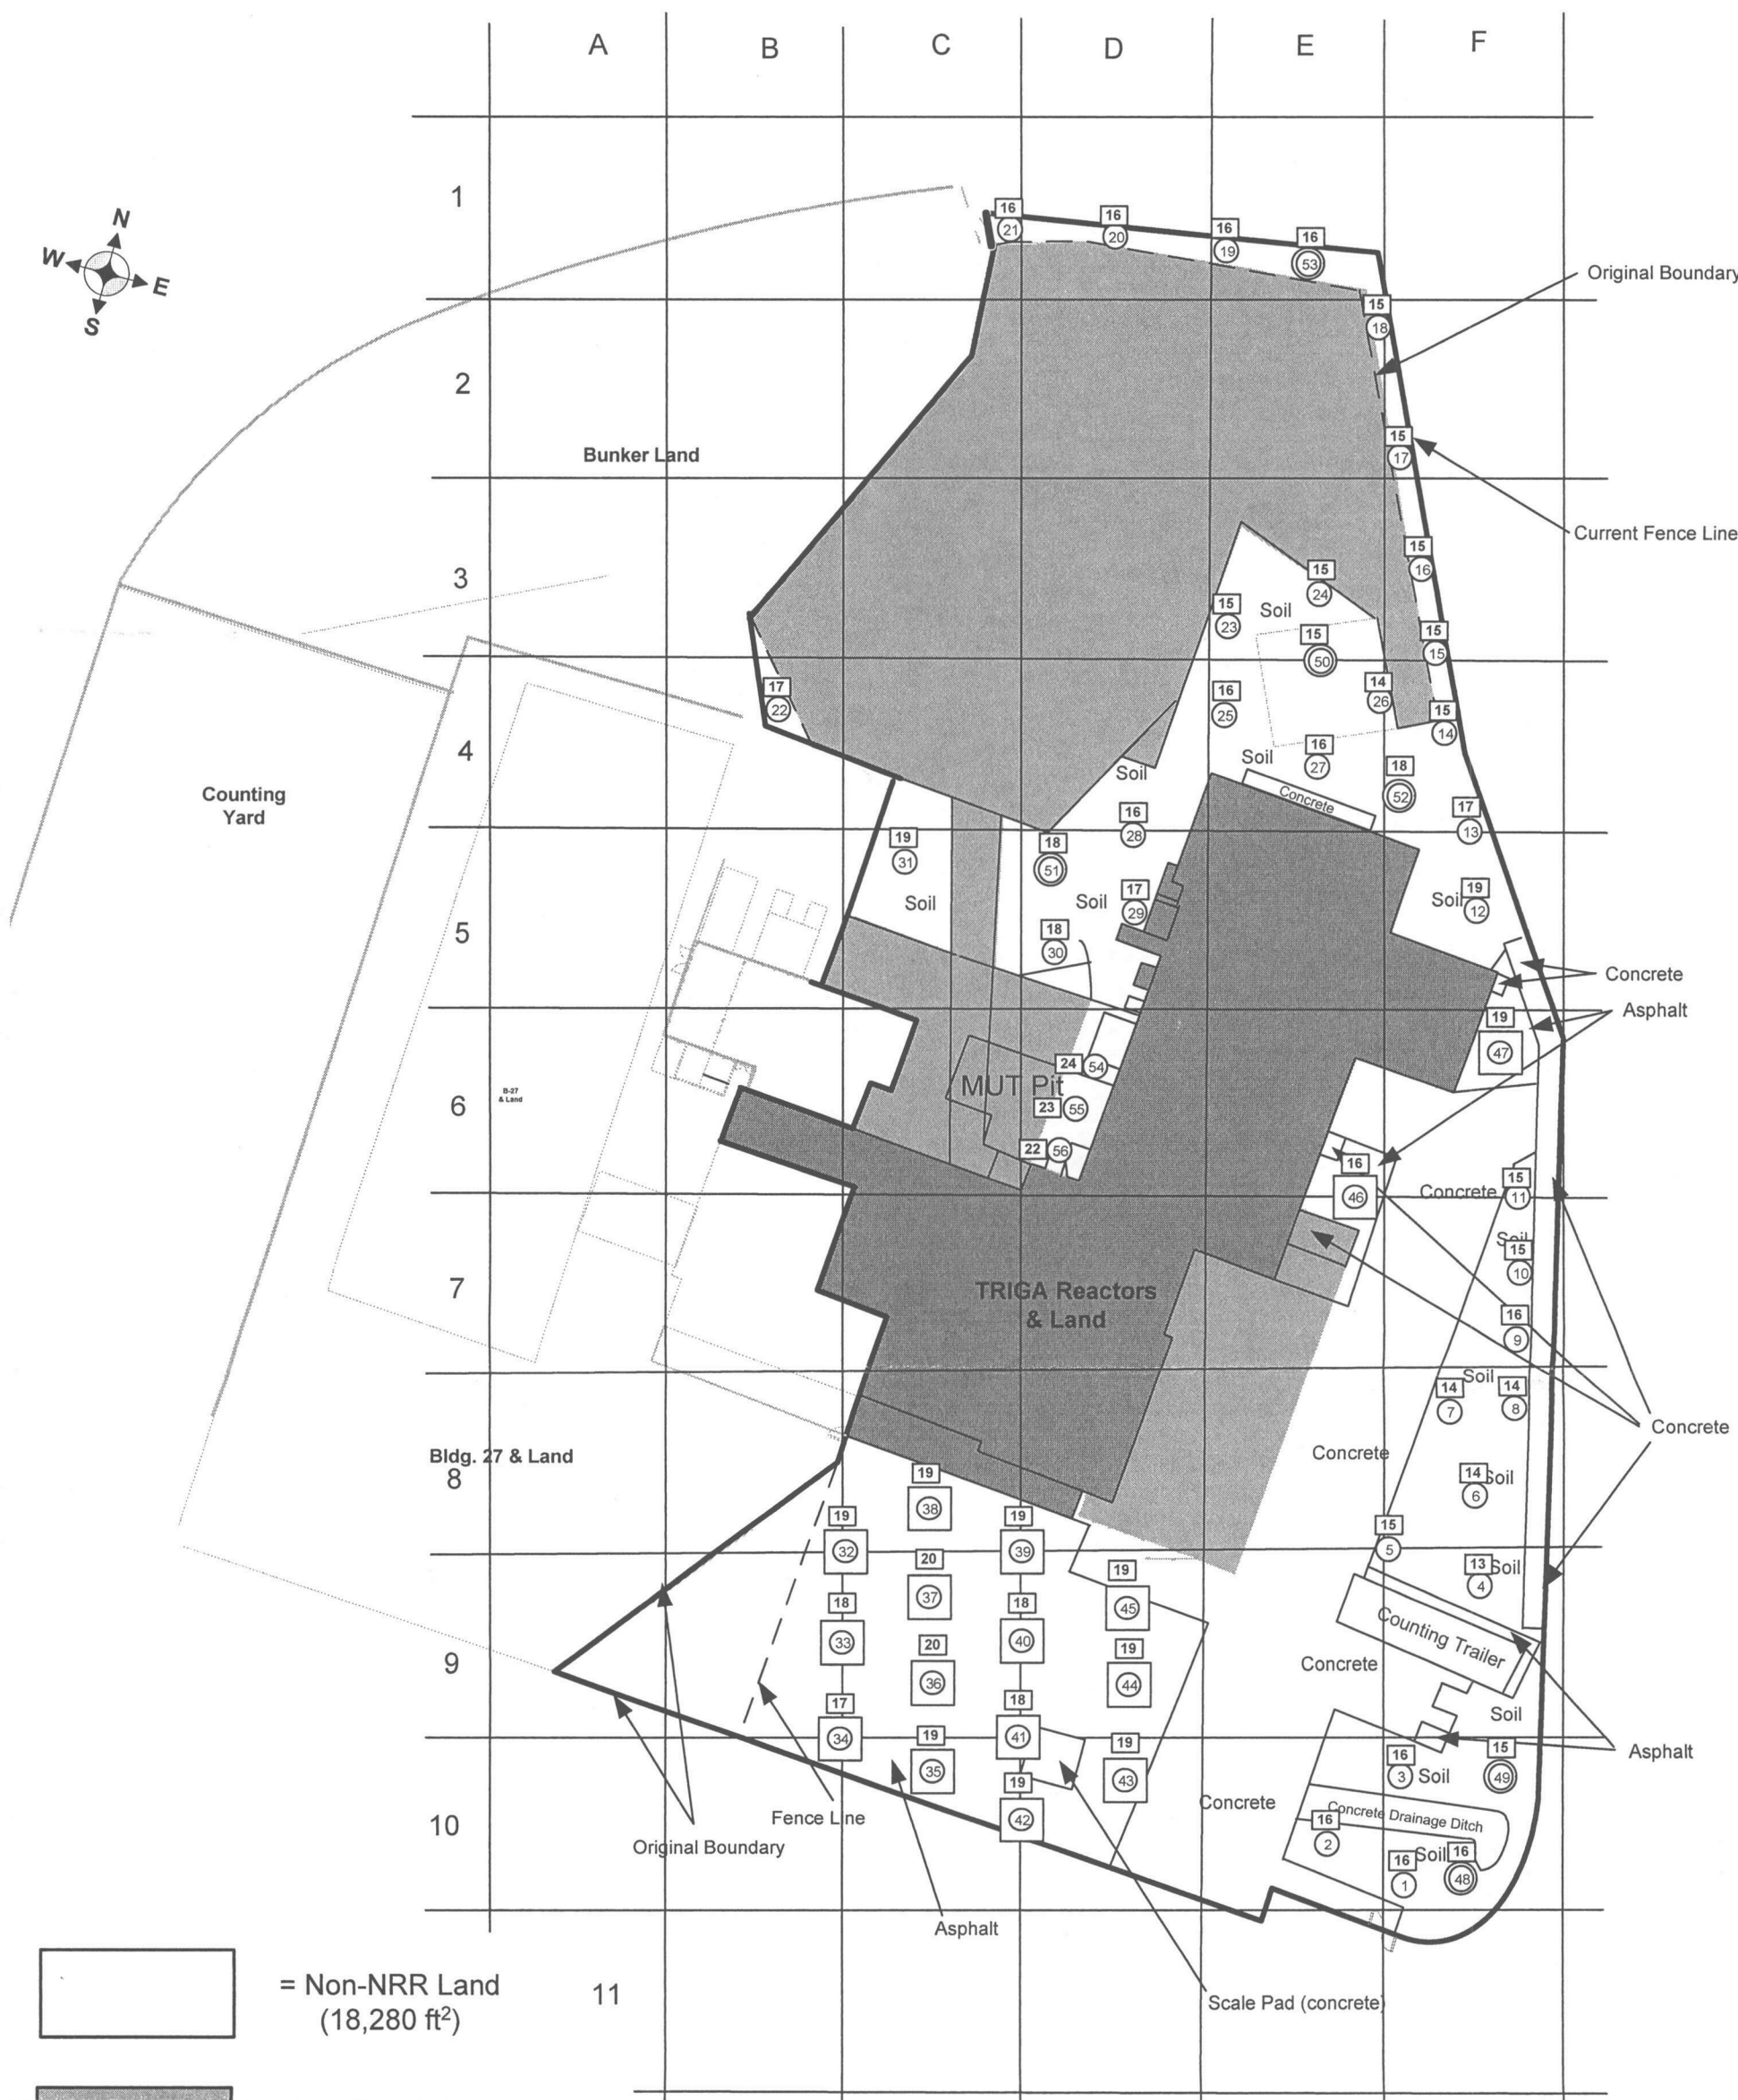 A B C D E F
1
N
W
E
S
16
21
16
20
16
19
16
53
Original Boundary
15
18
2
15
17
Bunker Land
Current Fence Line
15
16
3
15
24
15
23
Soil
15
15
15
50
14
26
17
22
16
25
15
14
4
Soil
16
27
Soil
18
52
Counting
Yard
Concrete
17
13
16
28
19
31
18
51
Soil
Soil
17
29
Soil
19
12
5
18
30
Concrete
Asphalt
19
47
24
54
MUT Pit
B-27
& Land
6
23
55
22
56
16
46
Concrete
15
11
Soil
15
10
7
TRIGA Reactors
& Land
16
9
Soil
14
7
14
8
Concrete
Concrete
Bldg. 27 & Land
8
19
38
14
6
Soil
19
32
19
39
15
5
20
37
19
45
13
4
Soil
18
33
18
40
Counting Trailer
9
20
36
19
44
Concrete
17
34
18
41
Soil
19
35
19
43
16
3
Soil
15
49
Asphalt
19
42
Concrete
Concrete Drainage Ditch
10
Fence Line
Original Boundary
16
2
Soil
16
1
16
48
Asphalt
= Non-NRR Land
(18,280 ft²)
11
Scale Pad (concrete)